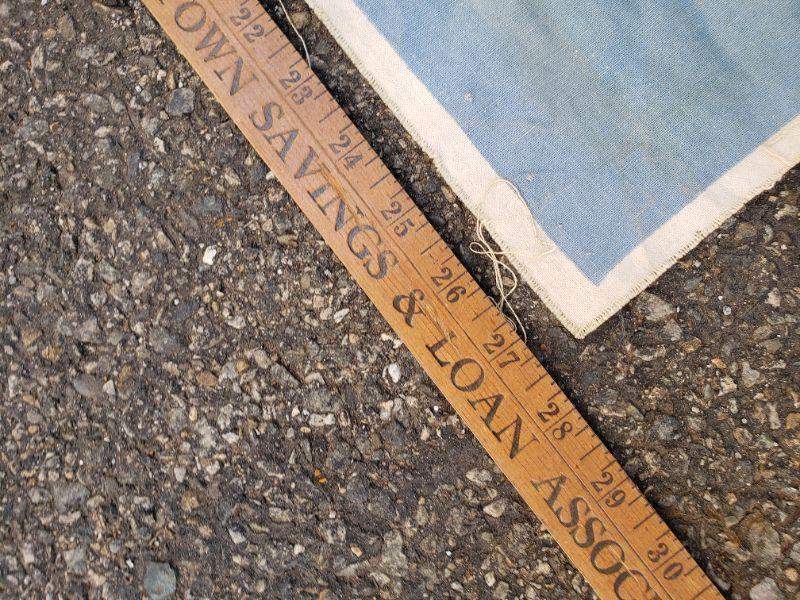 22 23 24 25 26 27 28 29 30
OWN SAVINGS & LOAN ASSOC